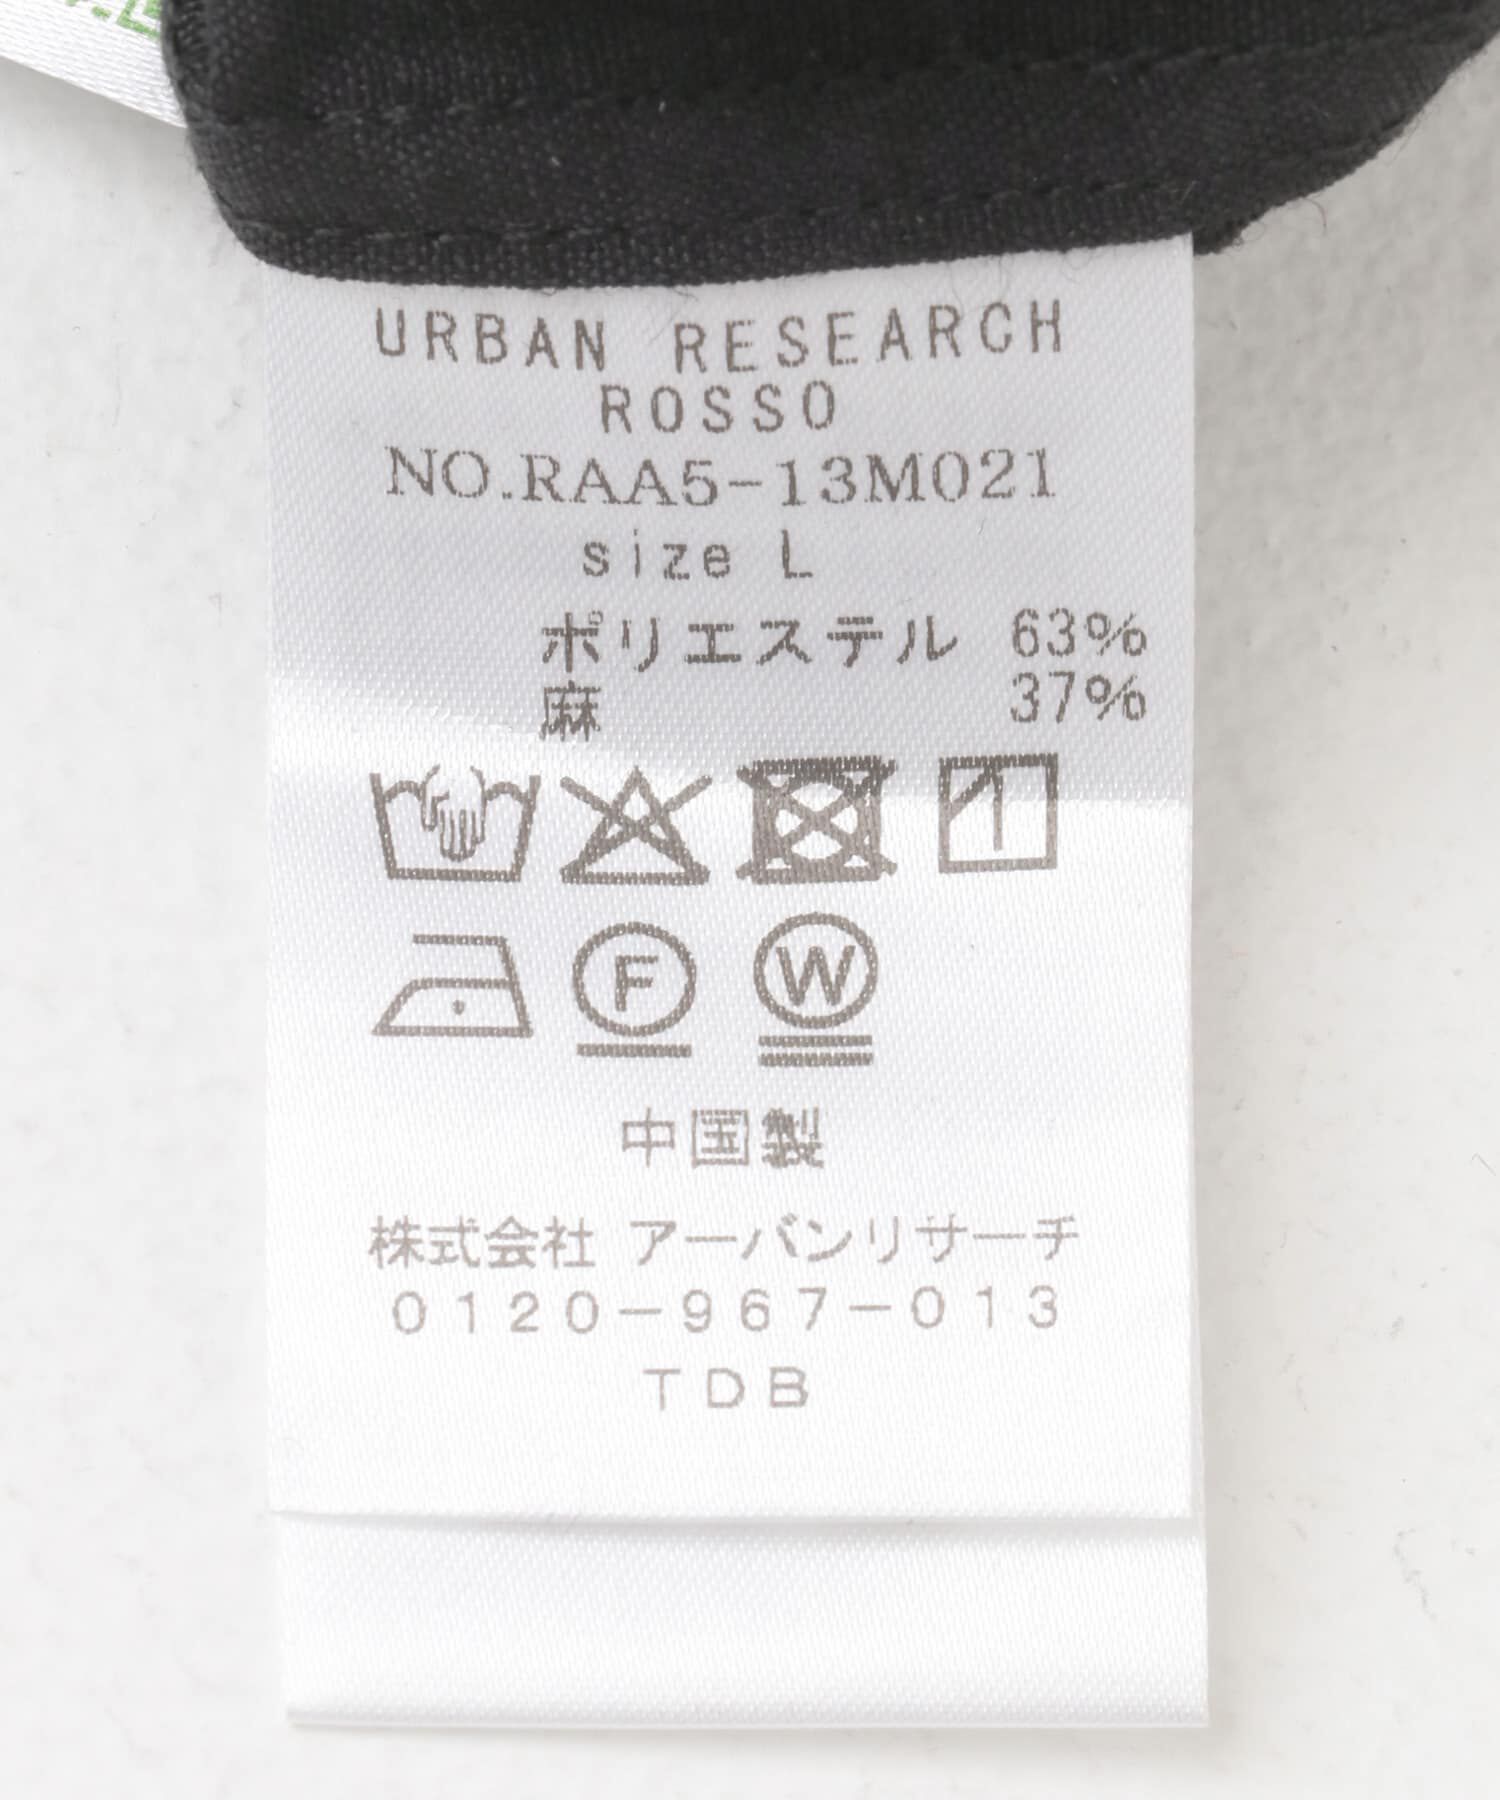 URBAN RESEARCH
ROSSO
NO.RAA5-13M021
size L
ポリエステル 63%
麻 37%
F W
中国製
株式会社 アーバンリサーチ
0120-967-013
TDB